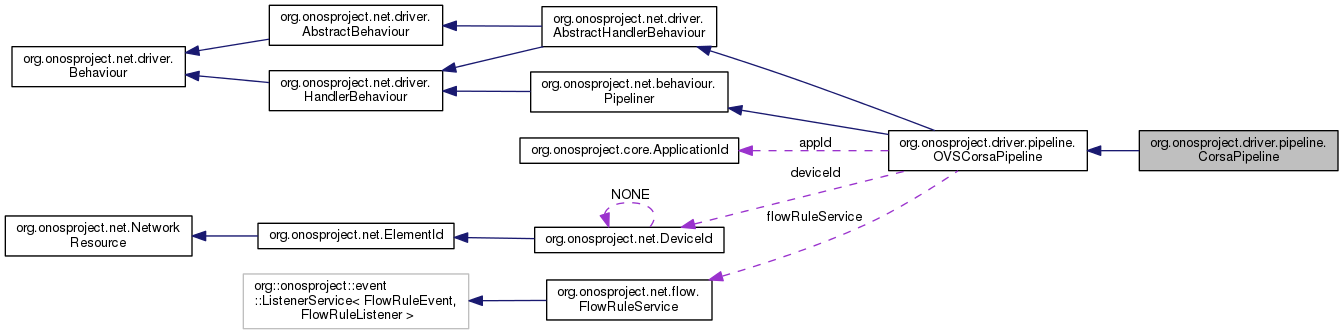 org.onosproject.net.driver.
Behaviour
org.onosproject.net.driver.
AbstractBehaviour
org.onosproject.net.driver.
HandlerBehaviour
org.onosproject.net.driver.
AbstractHandlerBehaviour
org.onosproject.net.behaviour.
Pipeliner
org.onosproject.core.ApplicationId
appId
deviceId
flowRuleService
org.onosproject.driver.pipeline.
OVSCorsaPipeline
org.onosproject.driver.pipeline.
CorsaPipeline
NONE
org.onosproject.net.Network
Resource
org.onosproject.net.ElementId
org.onosproject.net.DeviceId
org::onosproject::event
::ListenerService< FlowRuleEvent,
FlowRuleListener >
org.onosproject.net.flow.
FlowRuleService